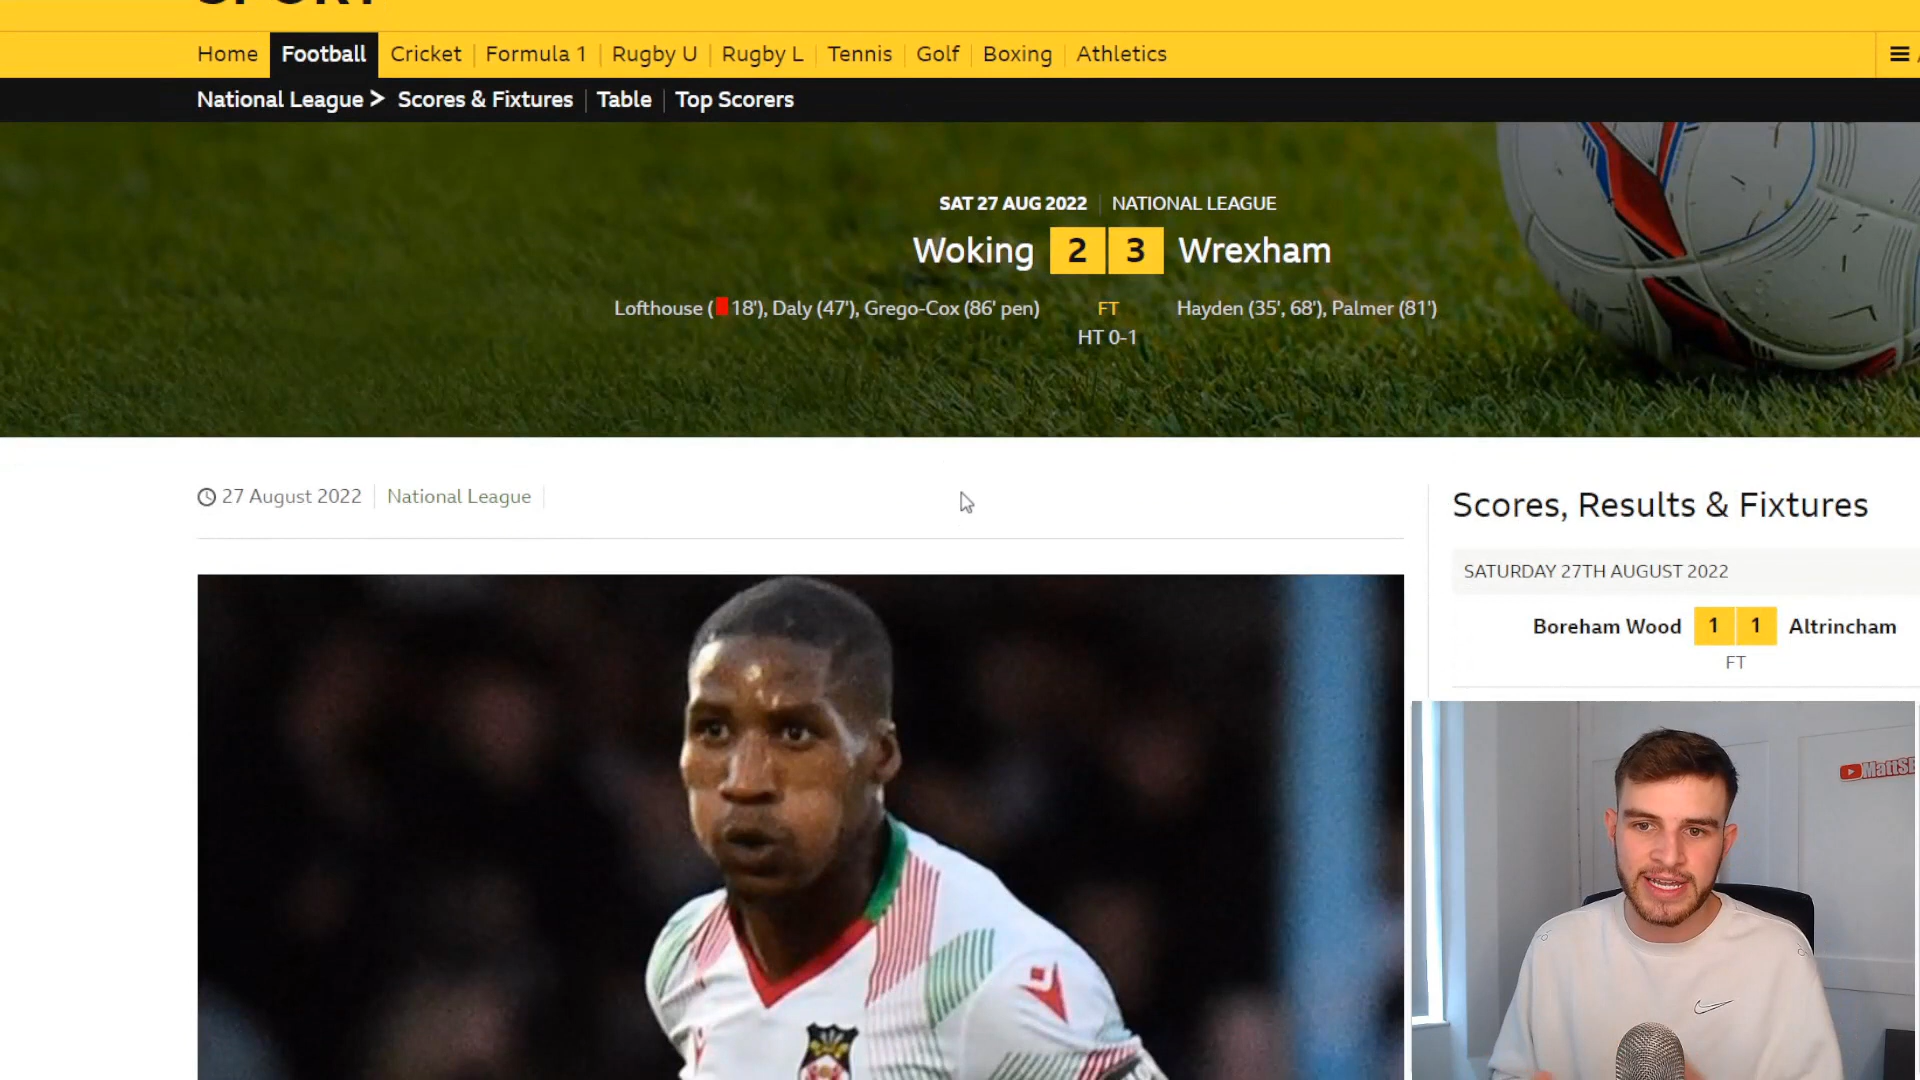 SPORT
Home Football Cricket Formula 1 Rugby U Rugby L Tennis Golf Boxing Athletics
National League > Scores & Fixtures Table Top Scorers
SAT 27 AUG 2022 NATIONAL LEAGUE
Woking 2 3 Wrexham
Lofthouse (18'), Daly (47'), Grego-Cox (86' pen) FT Hayden (35', 68'), Palmer (81')
HT 0-1
27 August 2022 National League
Scores, Results & Fixtures
SATURDAY 27TH AUGUST 2022
Boreham Wood 1 1 Altrincham
FT